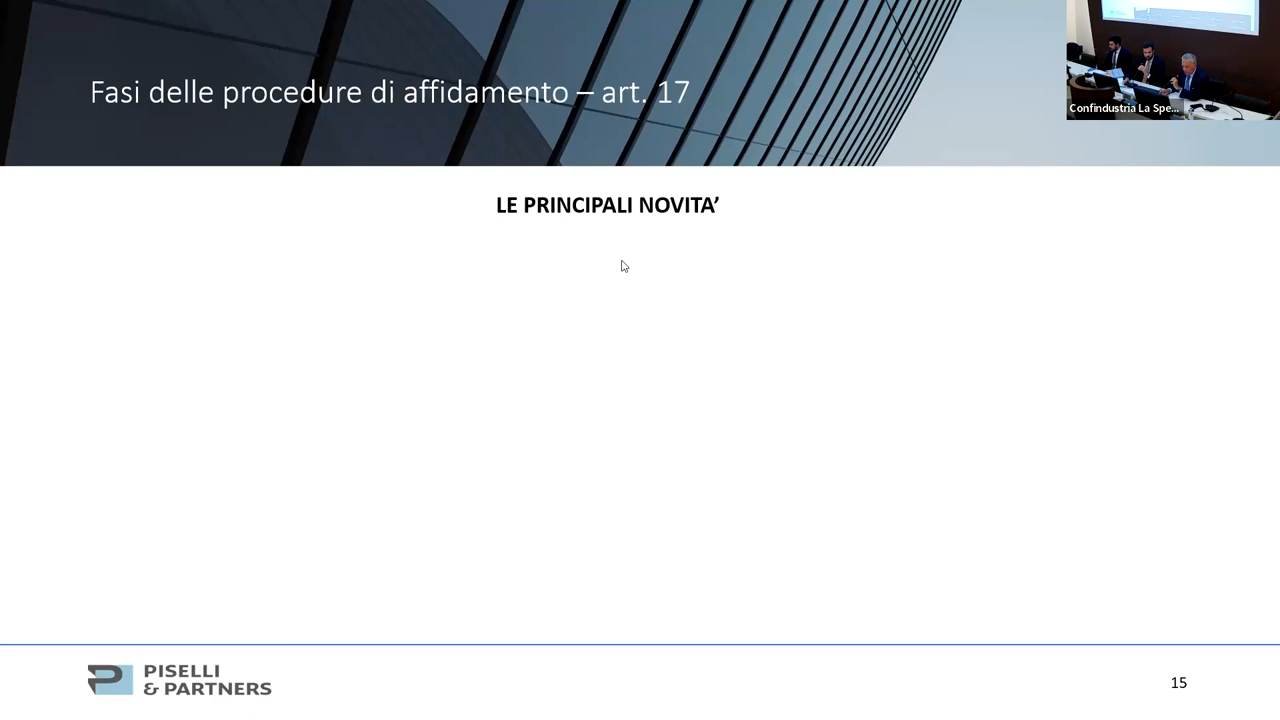 Fasi delle procedure di affidamento – art. 17
Confindustria La Spe...
LE PRINCIPALI NOVITA’
PISELLI
& PARTNERS
15